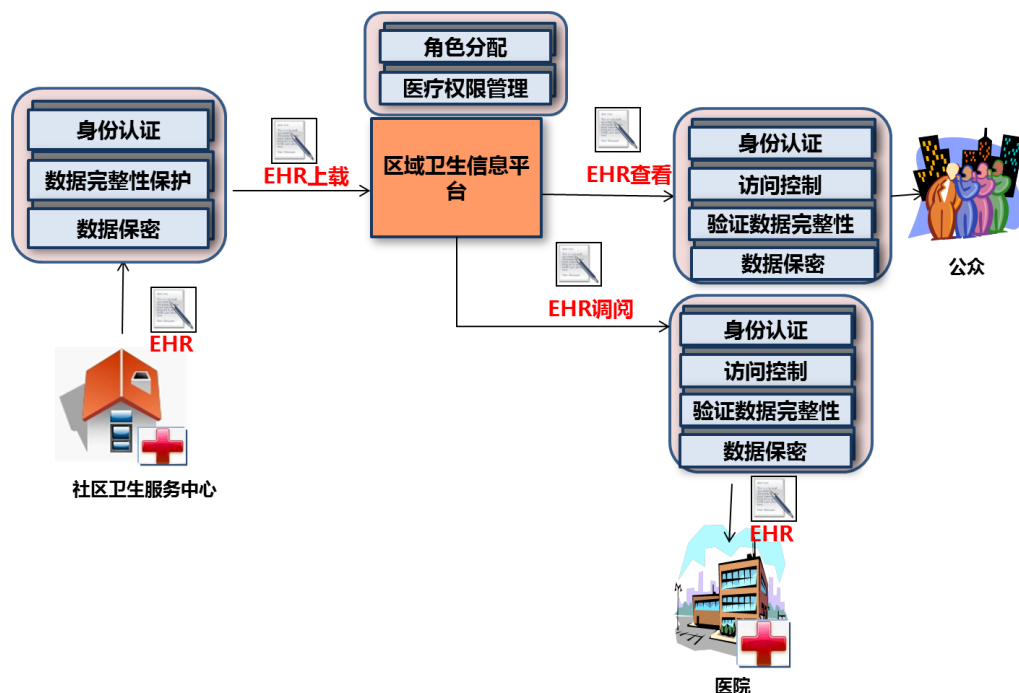 角色分配
医疗权限管理
身份认证
数据完整性保护
数据保密
EHR上载
区域卫生信息平
台
EHR查看
身份认证
访问控制
验证数据完整性
数据保密
公众
EHR
社区卫生服务中心
EHR调阅
身份认证
访问控制
验证数据完整性
数据保密
EHR
医院